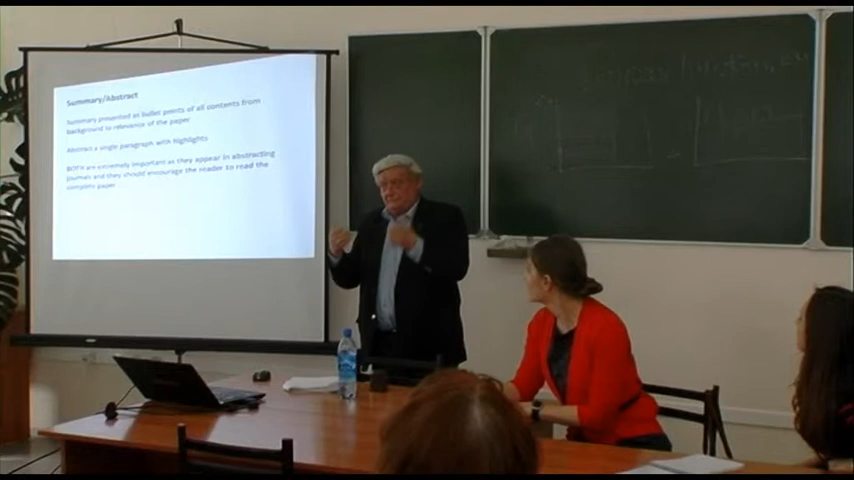 Summary/Abstract
Summary presented as bullet points of all contents from
background to relevance of the paper
Abstract a single paragraph with highlights
BOTH are extremely important as they appear in abstracting
journals and they should encourage the reader to read the
complete paper